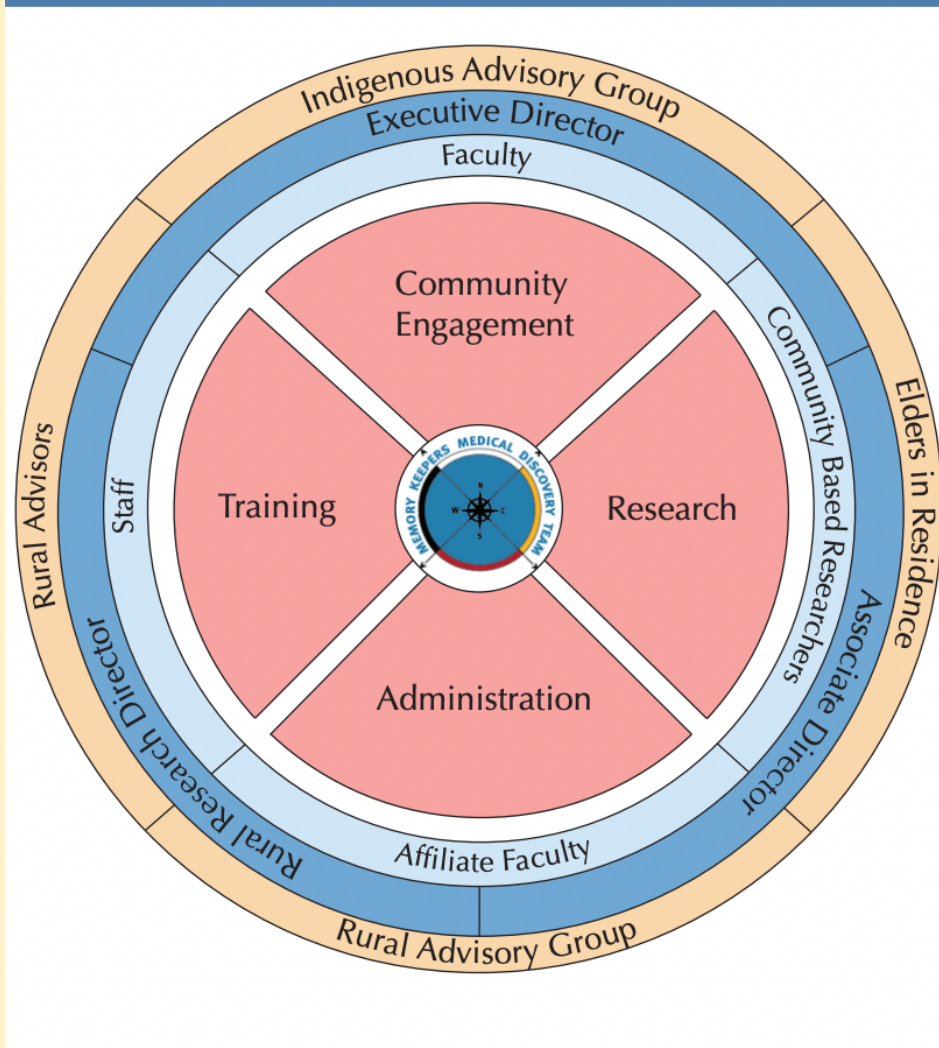 Indigenous Advisory Group
Executive Director
Faculty
Community
Engagement
Rural Advisors
Staff
Training
MEMORY KEEPERS MEDICAL DISCOVERY TEAM
N
W E
S
Research
Community Based Researchers
Elders in Residence
Associate Director
Rural Research Director
Administration
Affiliate Faculty
Rural Advisory Group